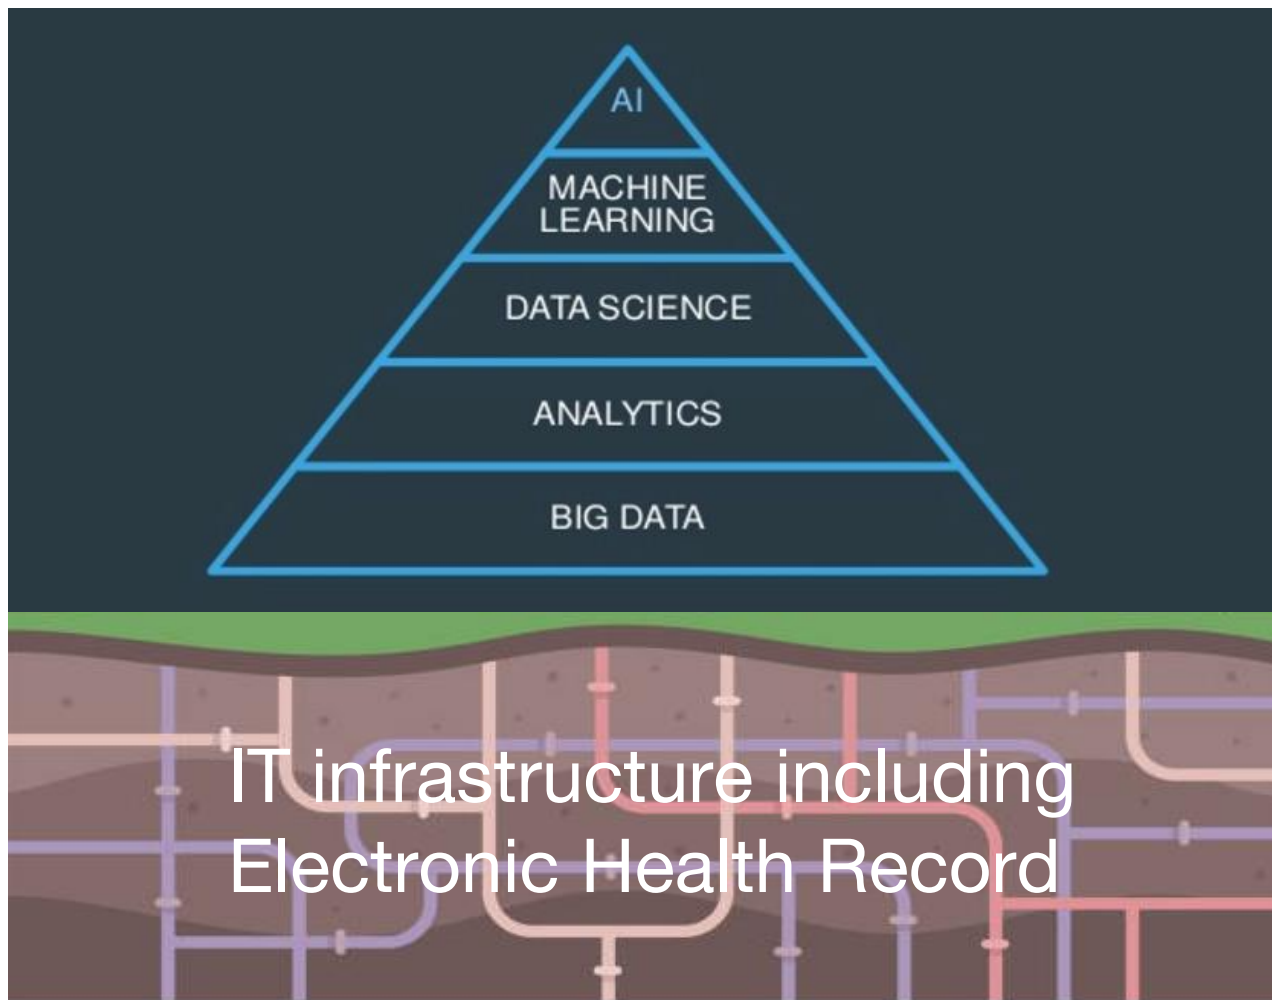 AI
MACHINE
LEARNING
DATA SCIENCE
ANALYTICS
BIG DATA
IT infrastructure including
Electronic Health Record